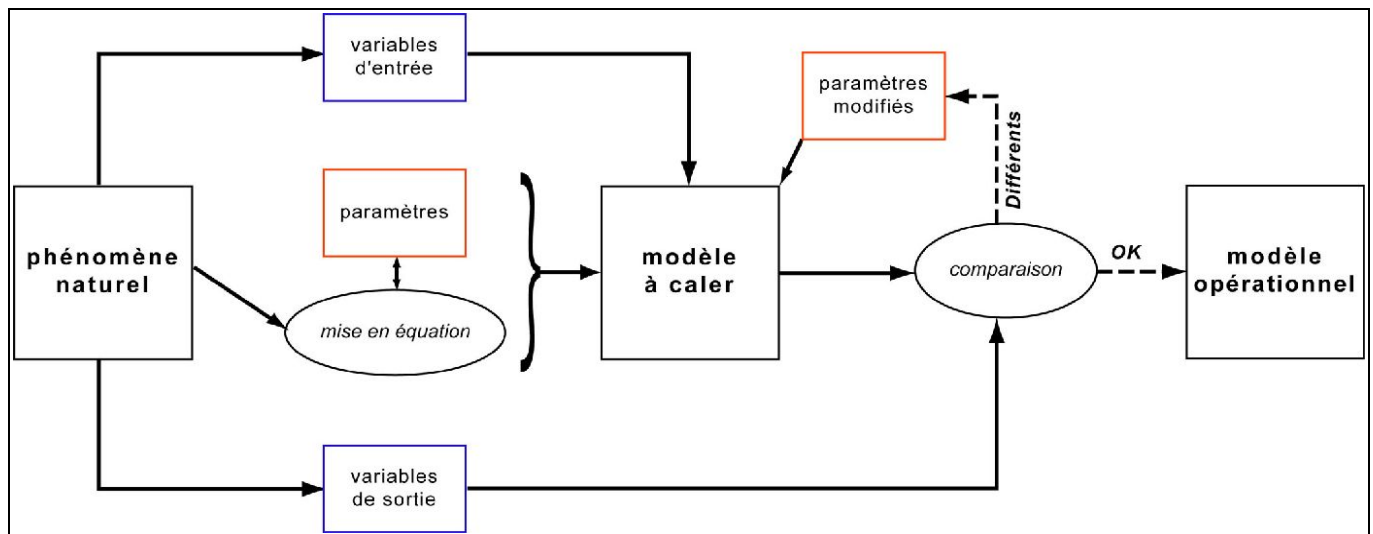 variables
d'entrée
paramètres
modifiés
Différents
paramètres
phénomène
naturel
modèle
à caler
comparaison
OK
modèle
opérationnel
mise en équation
variables
de sortie